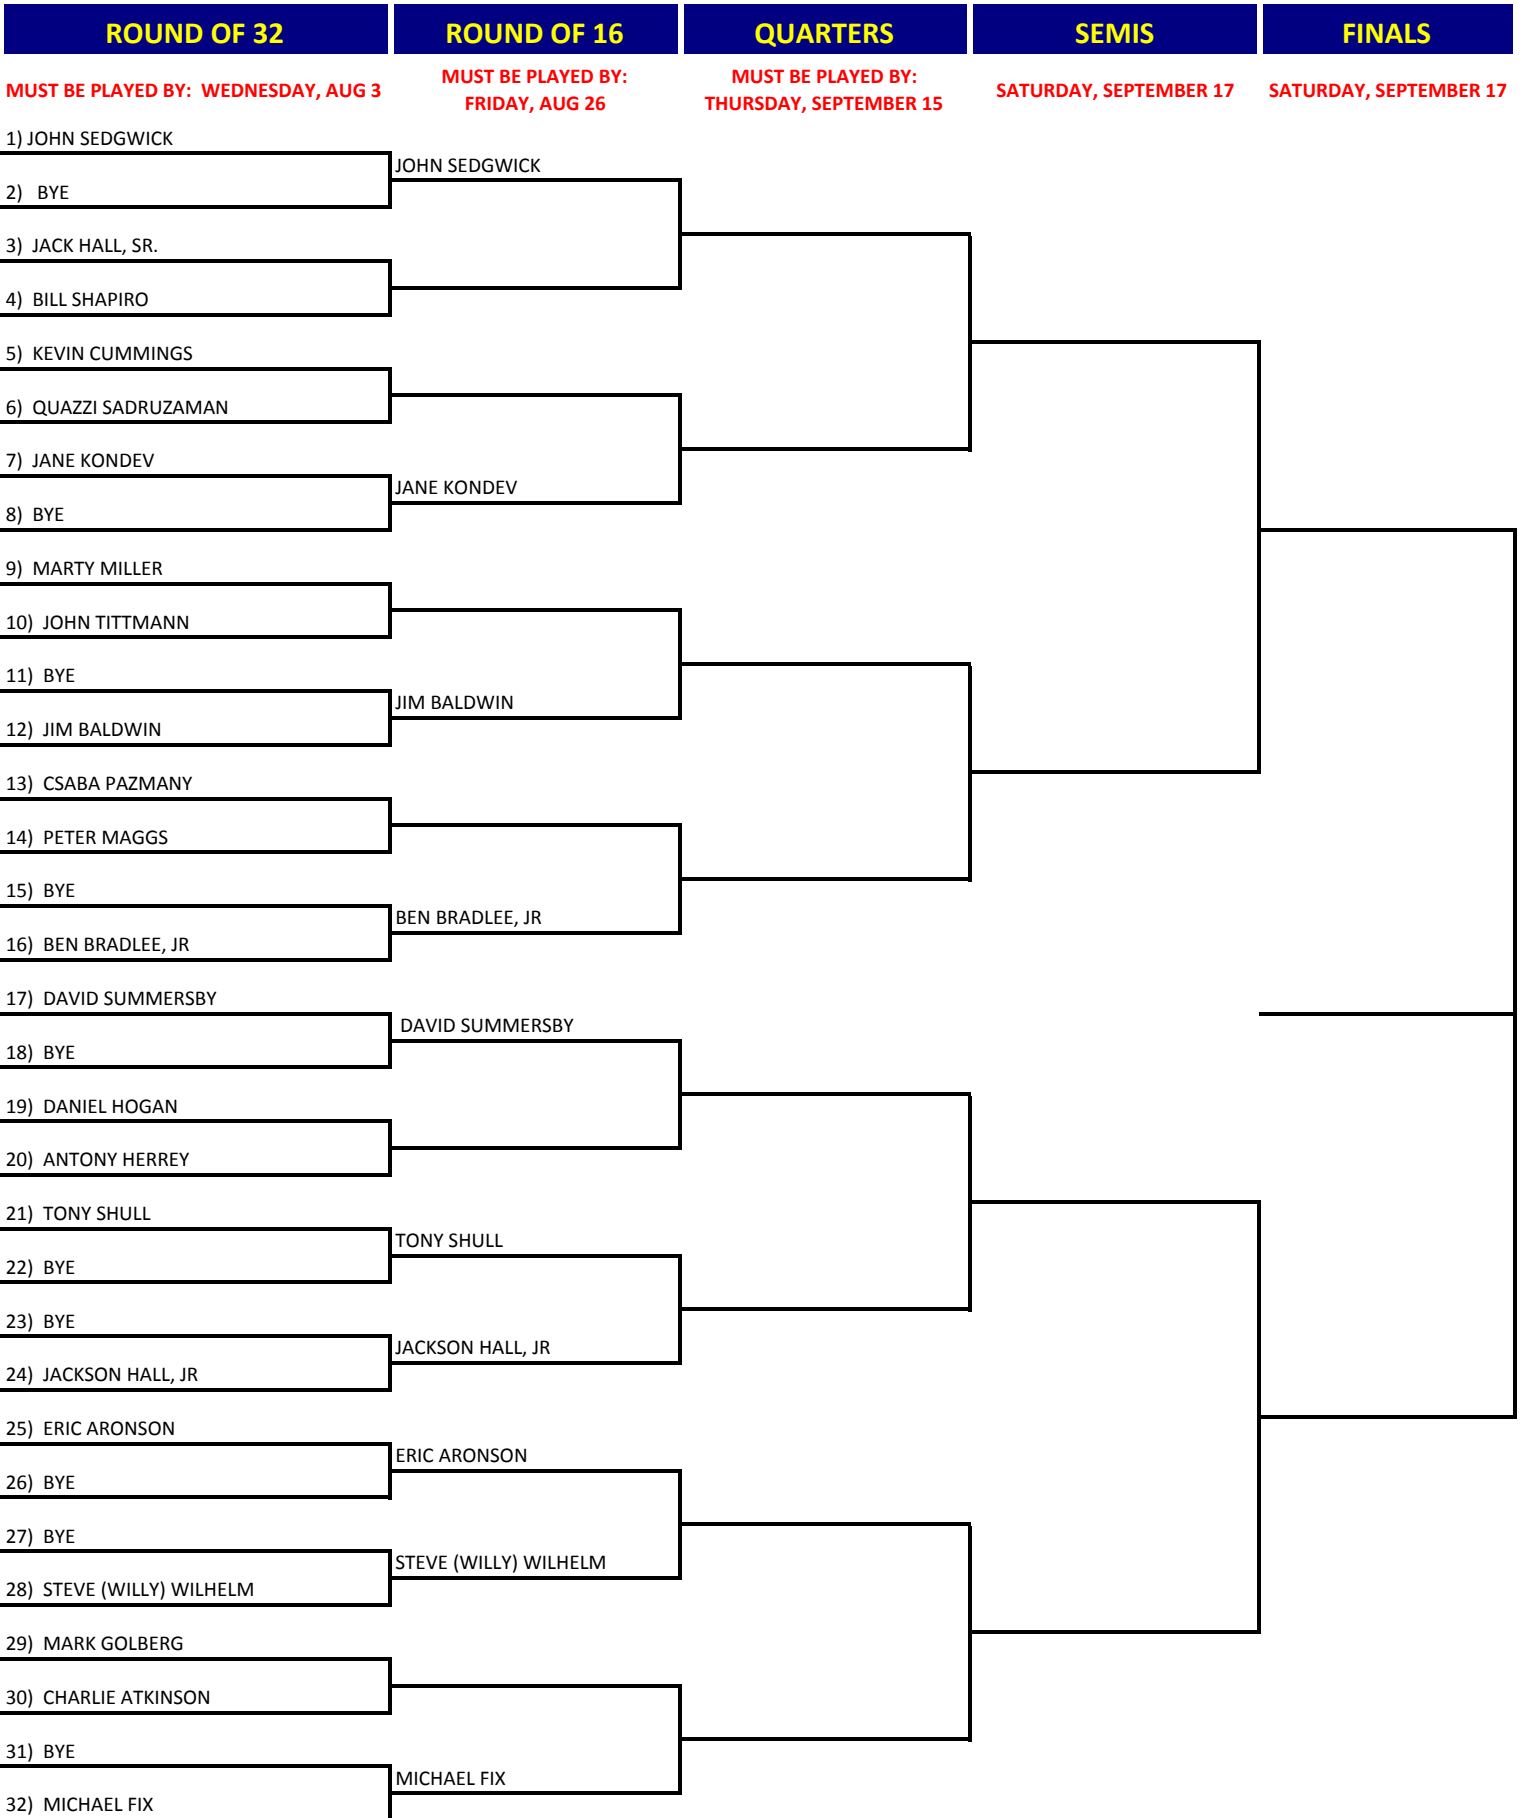 ROUND OF 32
ROUND OF 16
QUARTERS
SEMIS
FINALS
MUST BE PLAYED BY:  WEDNESDAY, AUG 3
MUST BE PLAYED BY:
FRIDAY, AUG 26
MUST BE PLAYED BY:
THURSDAY, SEPTEMBER 15
SATURDAY, SEPTEMBER 17
SATURDAY, SEPTEMBER 17
1) JOHN SEDGWICK
JOHN SEDGWICK
2)   BYE
3)  JACK HALL, SR.
4)  BILL SHAPIRO
5)  KEVIN CUMMINGS
6)  QUAZZI SADRUZAMAN
7)  JANE KONDEV
JANE KONDEV
8)  BYE
9)  MARTY MILLER
10)  JOHN TITTMANN
11)  BYE
JIM BALDWIN
12)  JIM BALDWIN
13)  CSABA PAZMANY
14)  PETER MAGGS
15)  BYE
BEN BRADLEE, JR
16)  BEN BRADLEE, JR
17)  DAVID SUMMERSBY
DAVID SUMMERSBY
18)  BYE
19)  DANIEL HOGAN
20)  ANTONY HERREY
21)  TONY SHULL
TONY SHULL
22)  BYE
23)  BYE
JACKSON HALL, JR
24)  JACKSON HALL, JR
25)  ERIC ARONSON
ERIC ARONSON
26)  BYE
27)  BYE
STEVE (WILLY) WILHELM
28)  STEVE (WILLY) WILHELM
29)  MARK GOLBERG
30)  CHARLIE ATKINSON
31)  BYE
MICHAEL FIX
32)  MICHAEL FIX